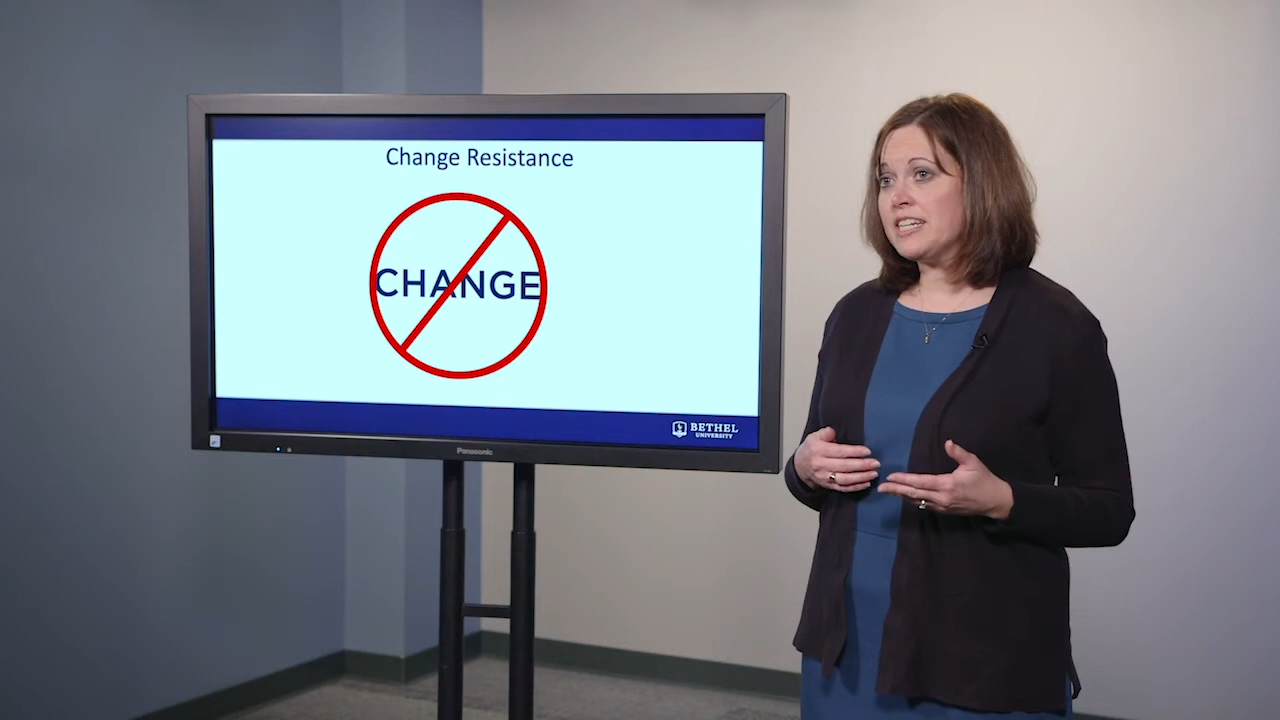 Change Resistance
CHANGE
BETHEL
UNIVERSITY
Panasonic